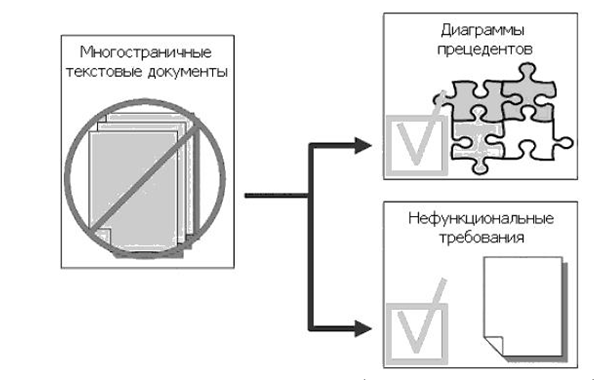 Многостраничные
текстовые документы
Диаграммы
прецедентов
Нефункциональные
требования